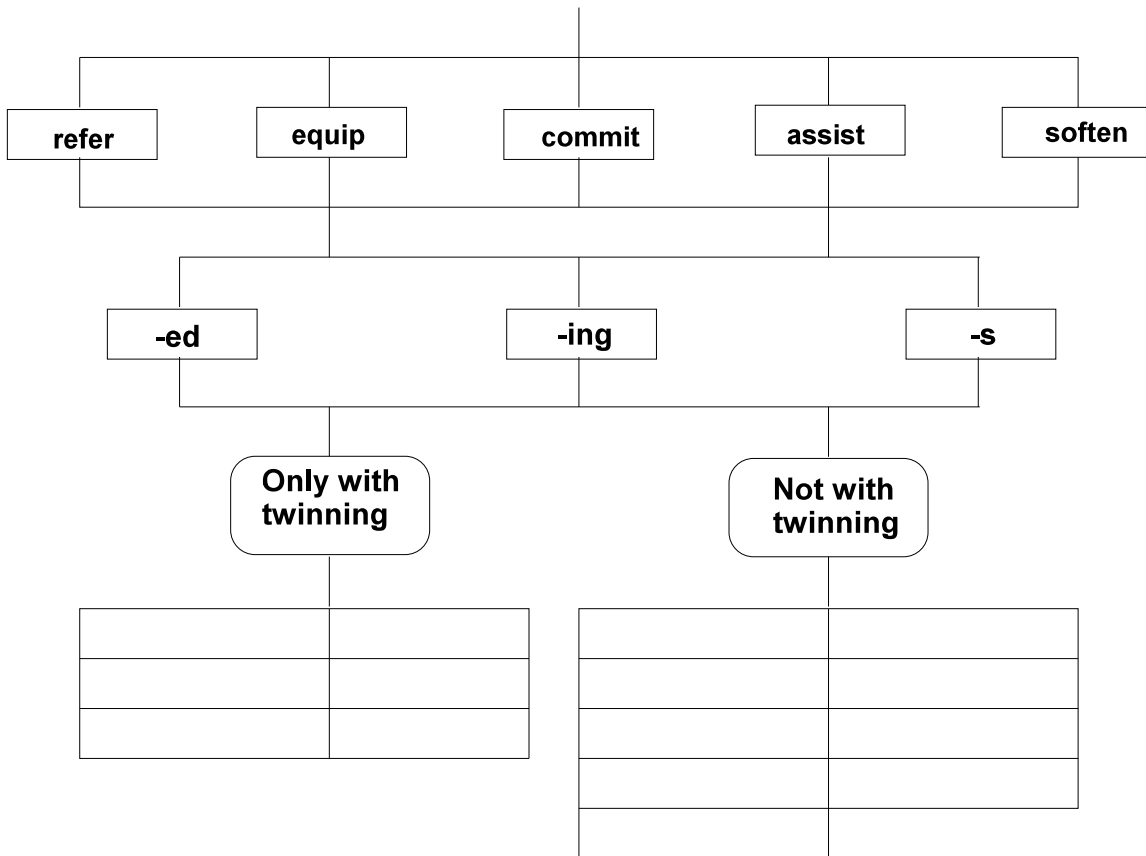 refer
equip
commit
assist
soften
-ed
-ing
-s
Only with
twinning
Not with
twinning